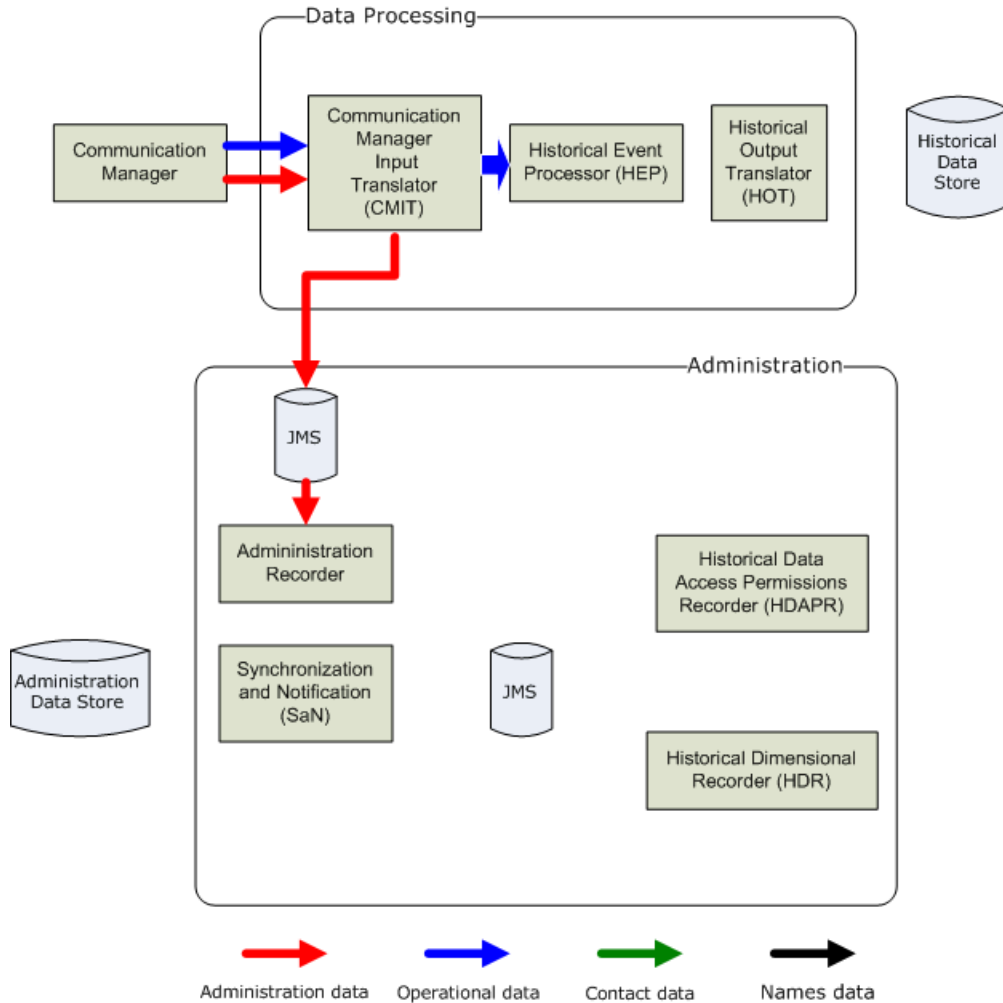 Data Processing
Communication
Manager
Communication
Manager
Input
Translator
(CMIT)
Historical Event
Processor (HEP)
Historical
Output
Translator
(HOT)
Historical
Data
Store
Administration
JMS
Admininistration
Recorder
Historical Data
Access Permissions
Recorder (HDAPR)
Administration
Data Store
Synchronization
and Notification
(SaN)
JMS
Historical Dimensional
Recorder (HDR)
Administration data
Operational data
Contact data
Names data